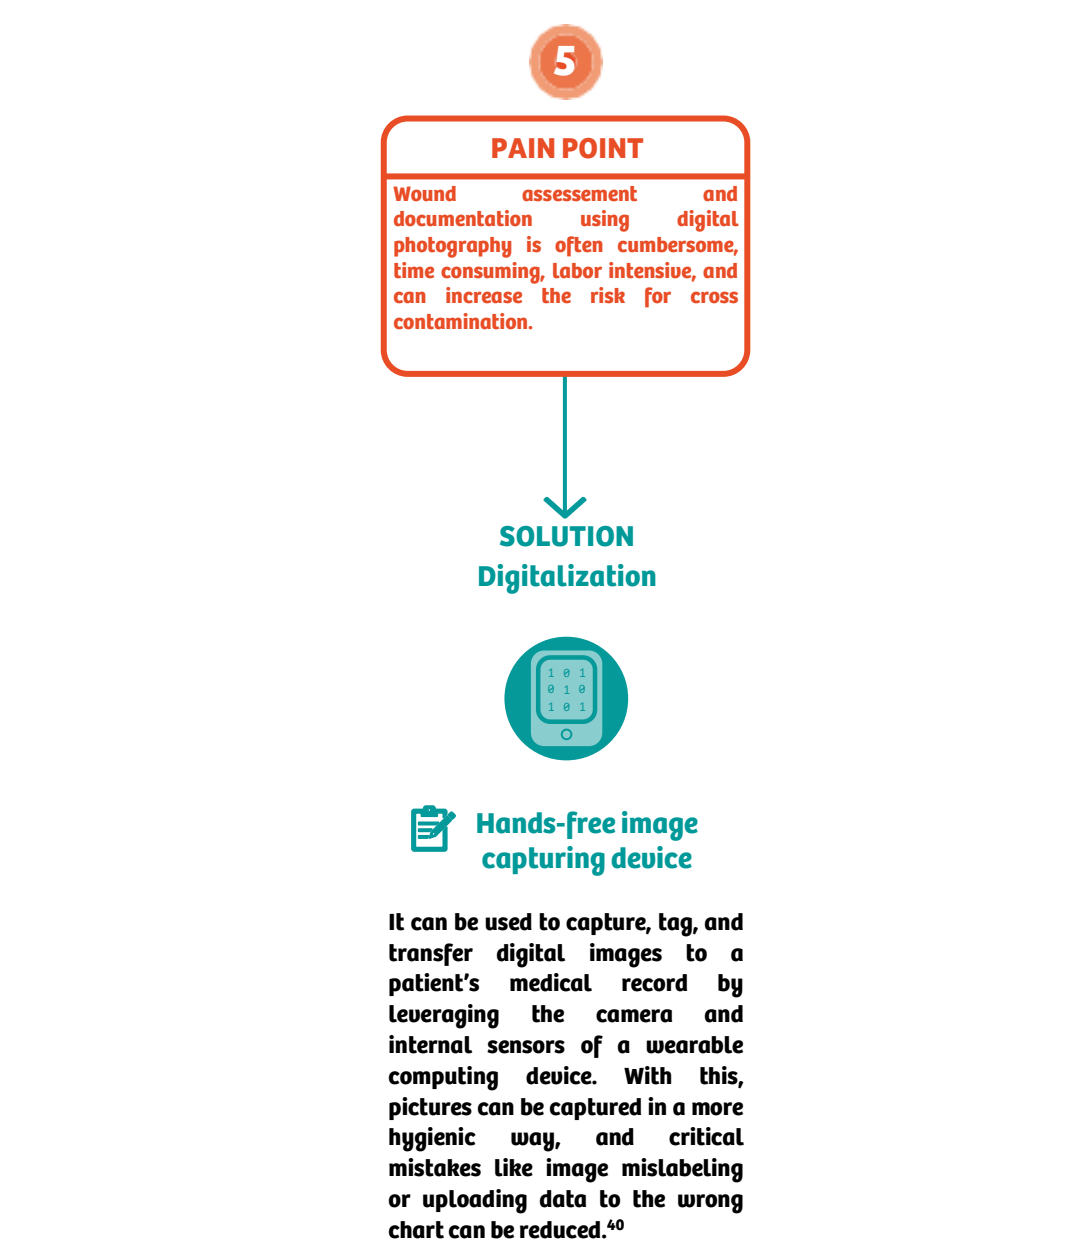 5
PAIN POINT
Wound assessement and
documentation using digital
photography is often cumbersome,
time consuming, labor intensive, and
can increase the risk for cross
contamination.
SOLUTION
Digitalization
1 0 1
0 1 0
1 0 1
Hands-free image
capturing device
It can be used to capture, tag, and
transfer digital images to a
patient's medical record by
leveraging the camera and
internal sensors of a wearable
computing device. With this,
pictures can be captured in a more
hygienic way, and critical
mistakes like image mislabeling
or uploading data to the wrong
chart can be reduced.⁴⁰